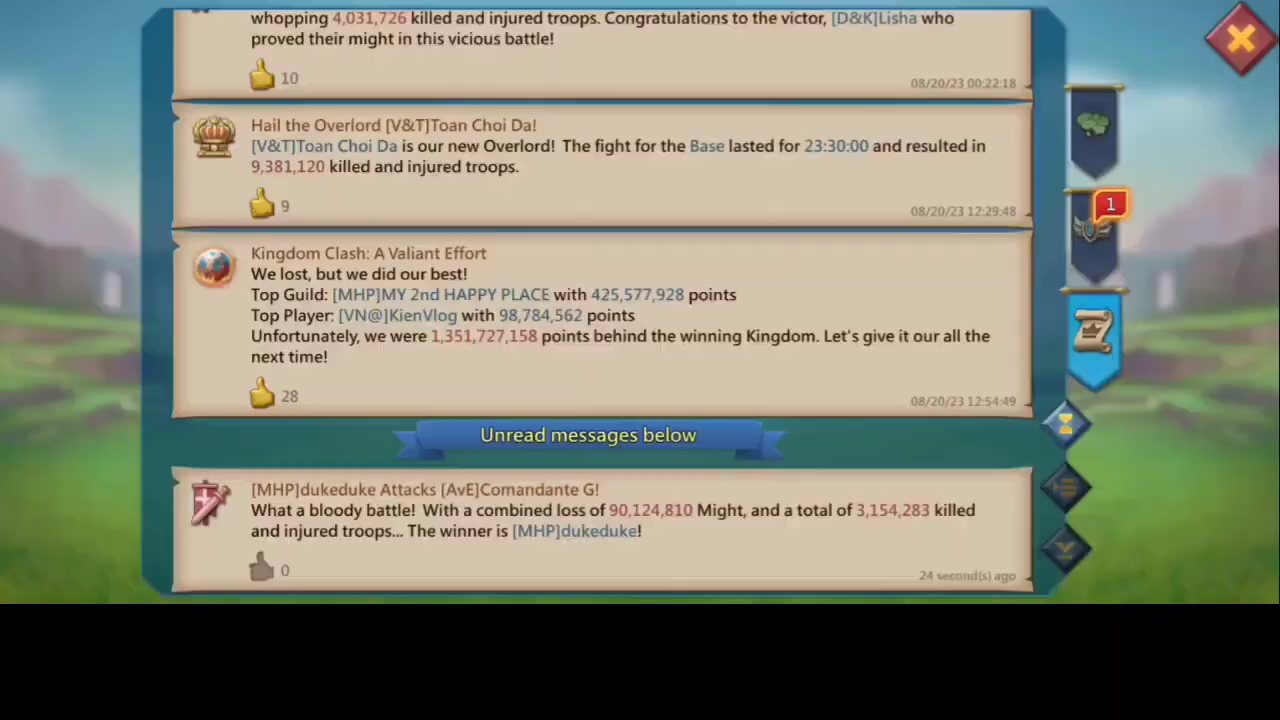 whopping 4,031,726 killed and injured troops. Congratulations to the victor, [D&K]Lisha who
proved their might in this vicious battle!
10
08/20/23 00:22:18
Hail the Overlord [V&T]Toan Choi Da!
[V&T]Toan Choi Da is our new Overlord! The fight for the Base lasted for 23:30:00 and resulted in
9,381,120 killed and injured troops.
9
08/20/23 12:29:48
1
Kingdom Clash: A Valiant Effort
We lost, but we did our best!
Top Guild: [MHP]MY 2nd HAPPY PLACE with 425,577,928 points
Top Player: [VN@]KienVlog with 98,784,562 points
Unfortunately, we were 1,351,727,158 points behind the winning Kingdom. Let's give it our all the
next time!
28
08/20/23 12:54:49
Unread messages below
[MHP]dukeduke Attacks [AvE]Comandante G!
What a bloody battle! With a combined loss of 90,124,810 Might, and a total of 3,154,283 killed
and injured troops... The winner is [MHP]dukeduke!
0
24 second(s) ago